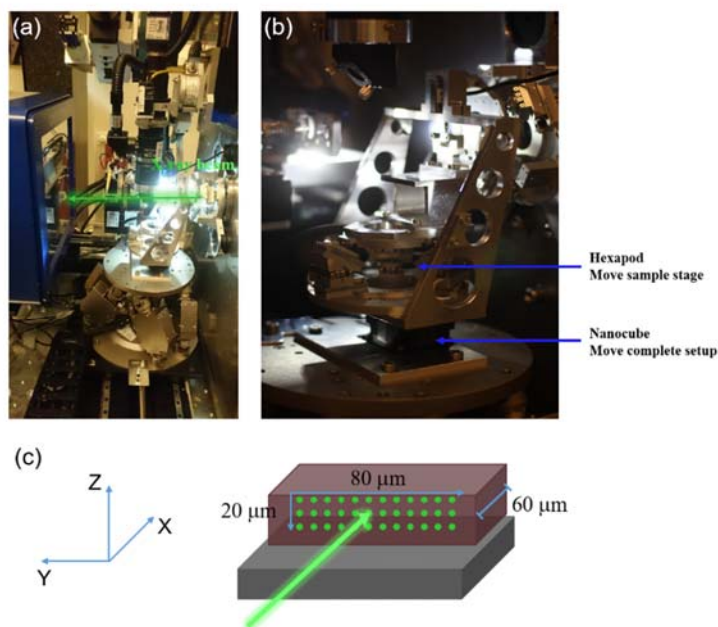 (a)
X-ray beam
(b)
Hexapod
Move sample stage
Nanocube
Move complete setup
(c)
Z
X
Y
80 μm
20 μm
60 μm